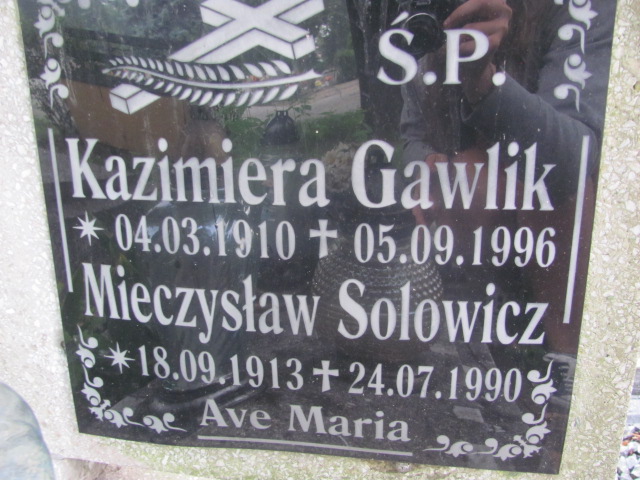 Ś.P.
Kazimiera Gawlik
* 04.03.1910 ✝ 05.09.1996
Mieczysław Sołowicz
* 18.09.1913 ✝ 24.07.1990
Ave Maria